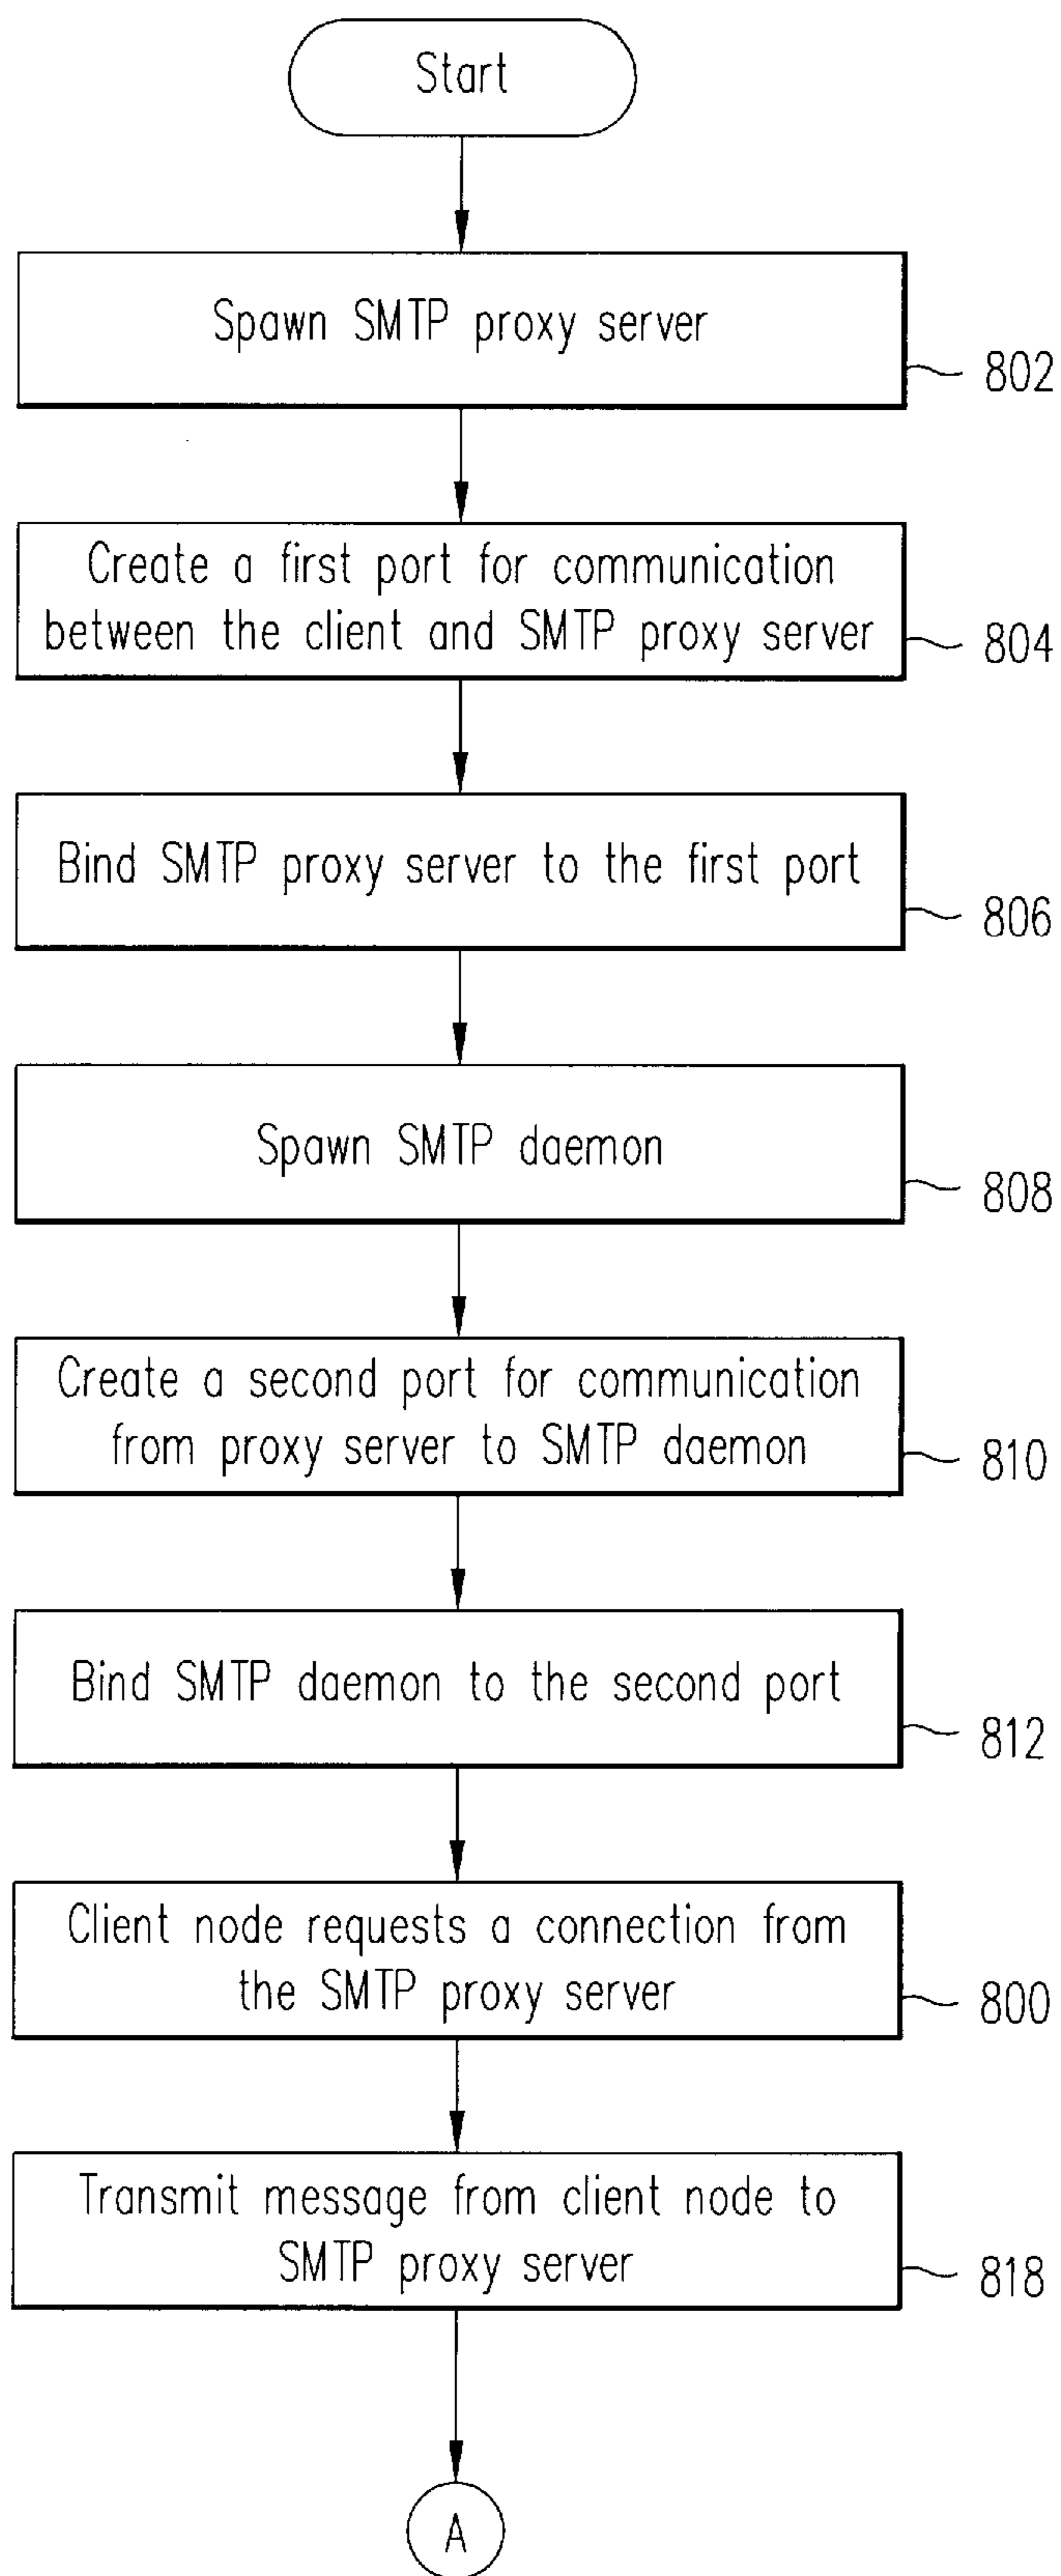 Start
Spawn SMTP proxy server
802
Create a first port for communication
between the client and SMTP proxy server
804
Bind SMTP proxy server to the first port
806
Spawn SMTP daemon
808
Create a second port for communication
from proxy server to SMTP daemon
810
Bind SMTP daemon to the second port
812
Client node requests a connection from
the SMTP proxy server
800
Transmit message from client node to
SMTP proxy server
818
A